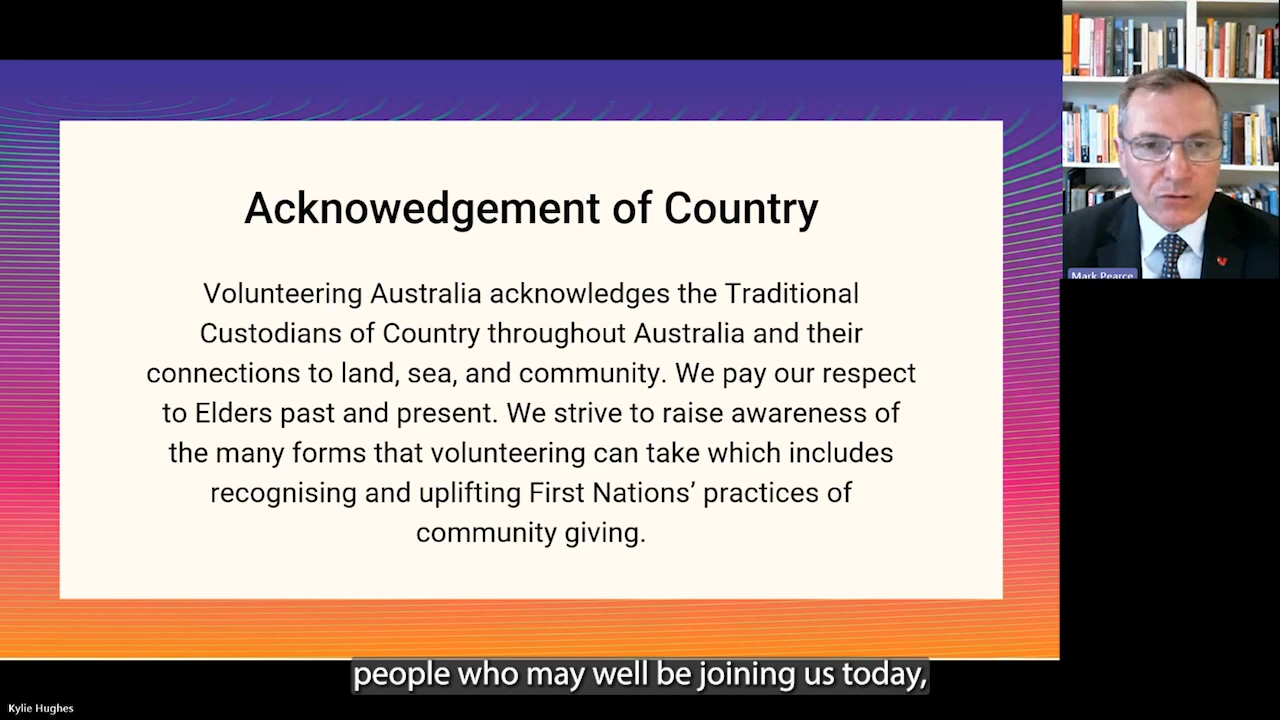 Acknowedgement of Country
Volunteering Australia acknowledges the Traditional
Custodians of Country throughout Australia and their
connections to land, sea, and community. We pay our respect
to Elders past and present. We strive to raise awareness of
the many forms that volunteering can take which includes
recognising and uplifting First Nations’ practices of
community giving.
Mark Pearce
people who may well be joining us today,
Kylie Hughes